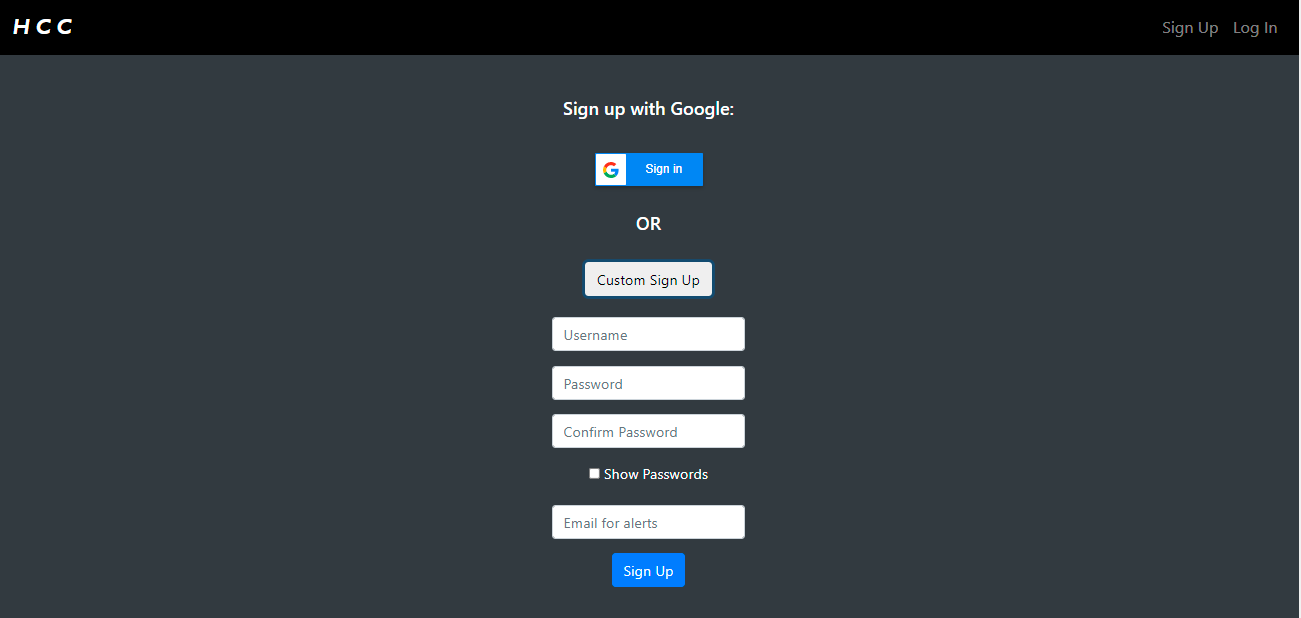 H C C
Sign Up Log In
Sign up with Google:
Sign in
OR
Custom Sign Up
Username
Password
Confirm Password
Show Passwords
Email for alerts
Sign Up